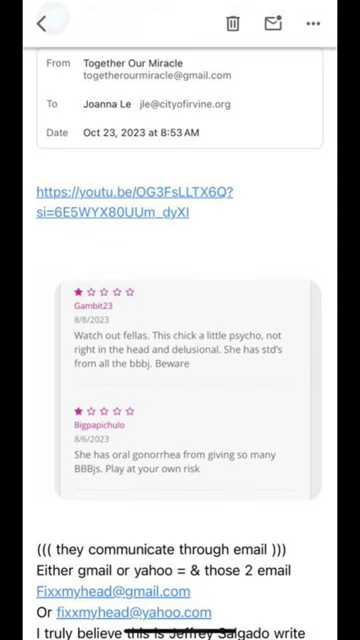 From Together Our Miracle
togetherourmiracle@gmail.com
To Joanna Le jle@cityofirvine.org
Date Oct 23, 2023 at 8:53 AM
https://youtu.be/OG3FsLLTX6Q?
si=6E5WYX80UUm_dyXI
Gambit23
8/8/2023
Watch out fellas. This chick a little psycho, not
right in the head and delusional. She has std's
from all the bbbj. Beware
Bigpapichulo
8/6/2023
She has oral gonorrhea from giving so many
BBBjs. Play at your own risk
((( they communicate through email )))
Either gmail or yahoo = & those 2 email
Fixxmyhead@gmail.com
Or fixxmyhead@yahoo.com
I truly believe this is Jeffrey Salgado write